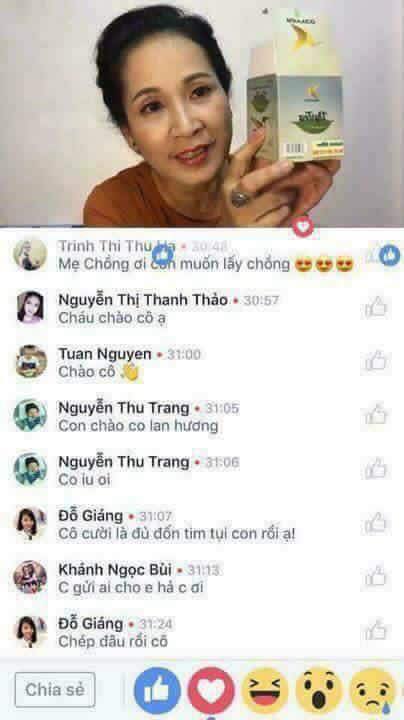 Trinh Thi Thu Ha • 30:48
Mẹ Chồng ơi con muốn lấy chồng 😍😍😍
Nguyễn Thị Thanh Thảo • 30:57
Cháu chào cô ạ
Tuan Nguyen • 31:00
Chào cô 👋
Nguyễn Thu Trang • 31:05
Con chào co lan hương
Nguyễn Thu Trang • 31:06
Co iu oi
Đỗ Giáng • 31:07
Cô cười là đủ đốn tim tụi con rồi ạ!
Khánh Ngọc Bùi • 31:13
C gửi ai cho e hả c ơi
Đỗ Giáng • 31:24
Chép đâu rồi cô
Chia sẻ